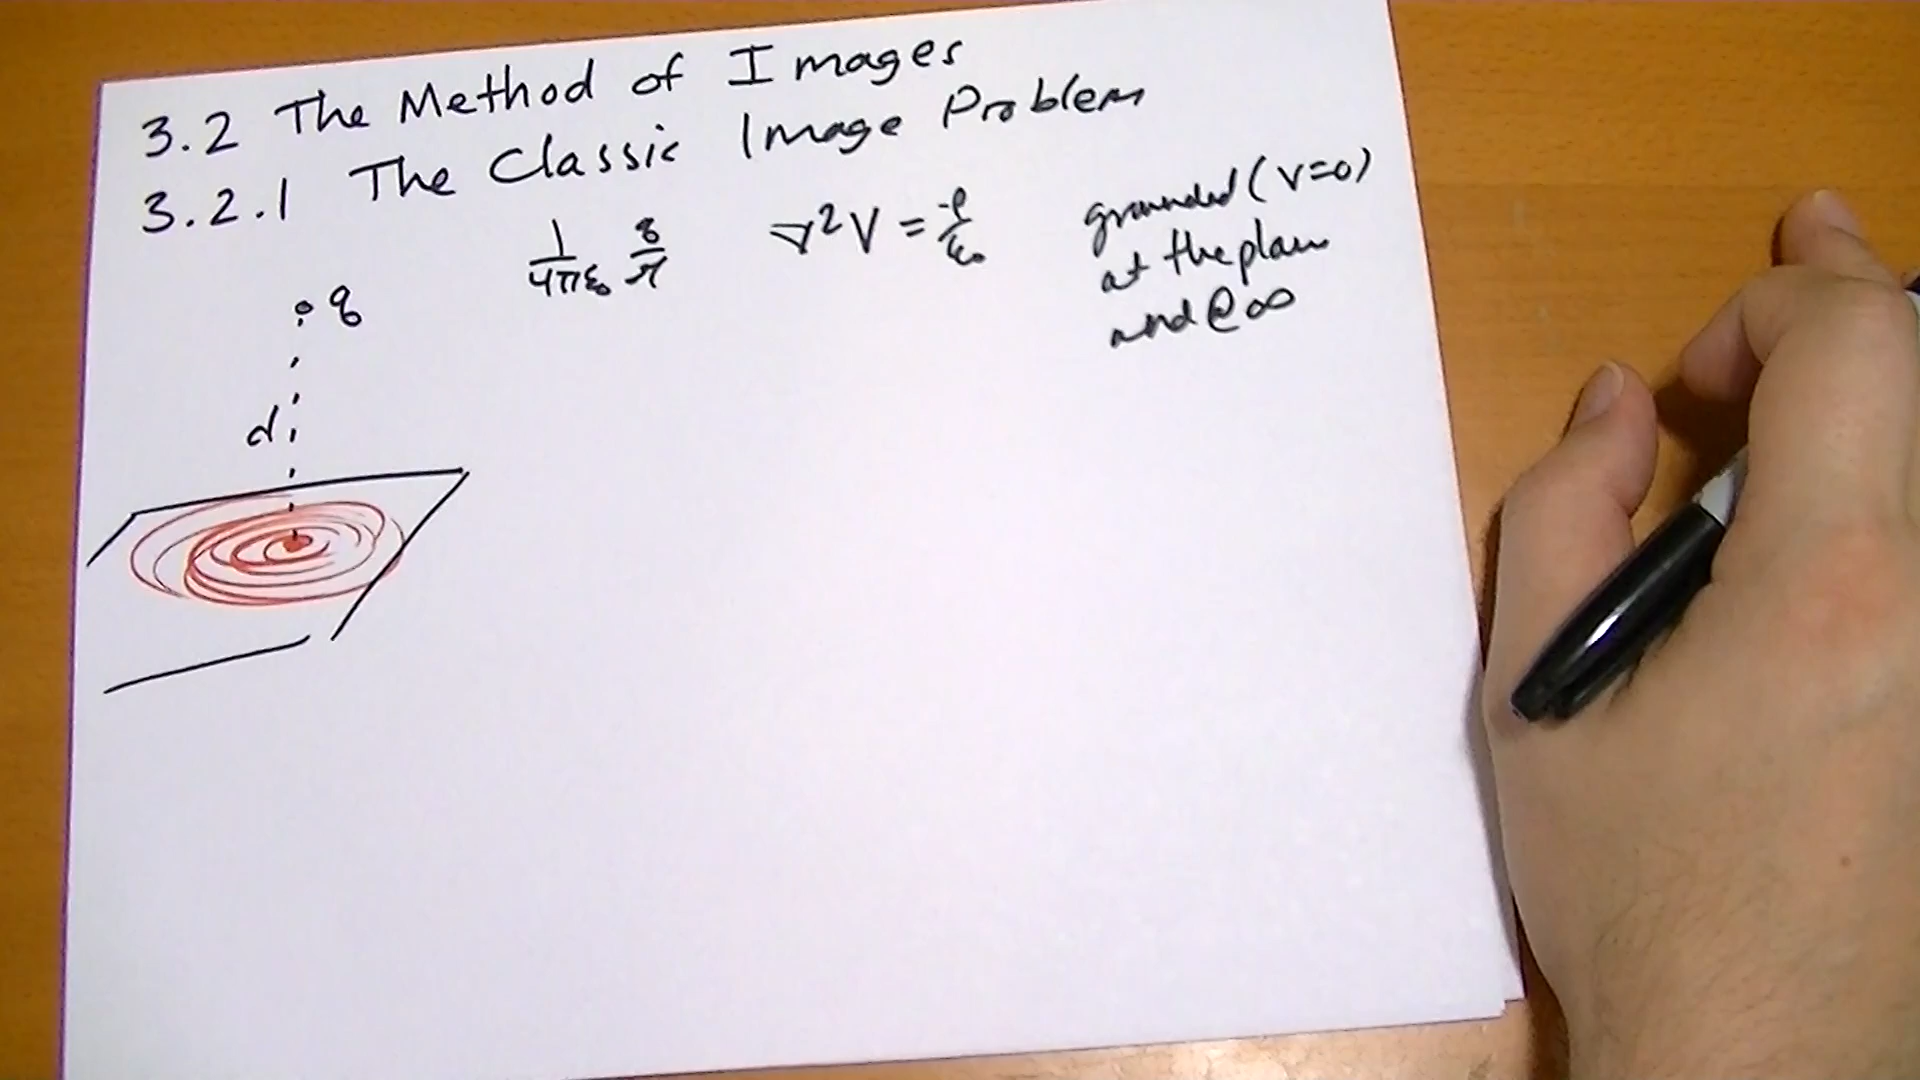 3.2 The Method of Images
3.2.1 The Classic Image Problem
1/4πε₀ q/r
∇²V = -ρ/ε₀
grounded (V=0)
at the plane
and @ ∞
q
d